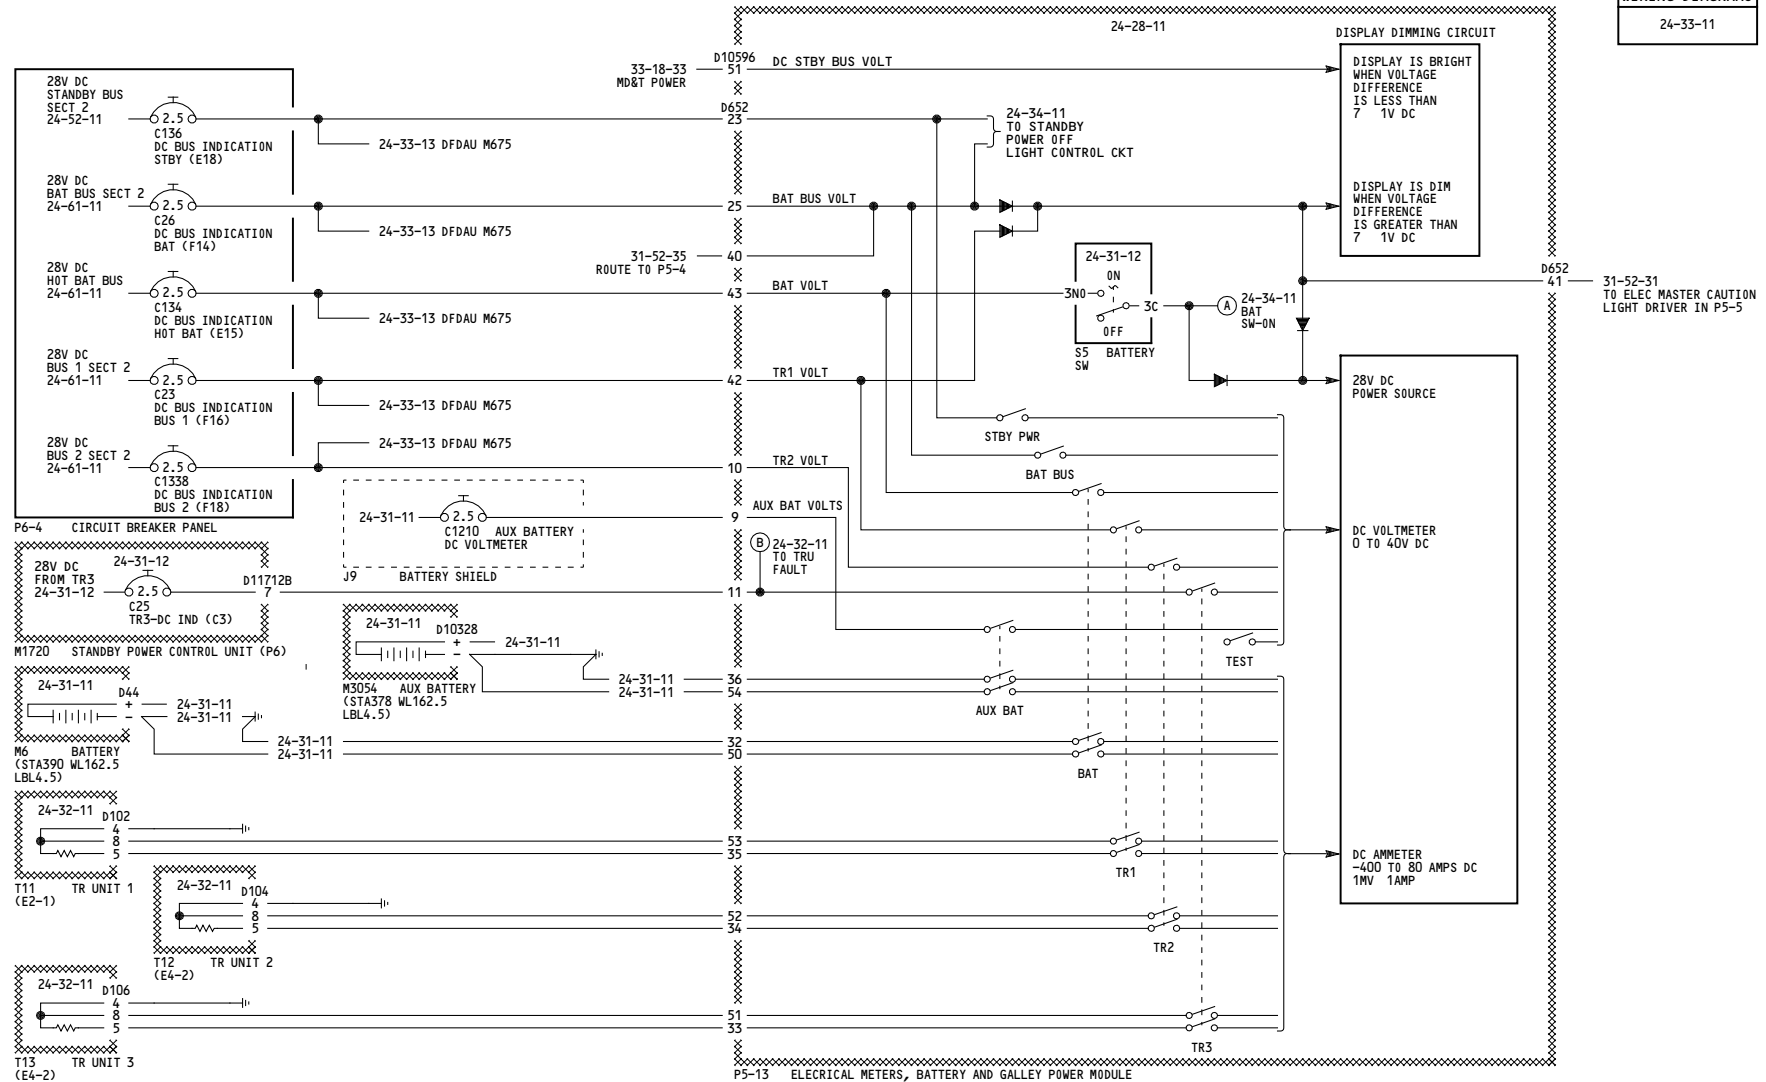 24-33-11
24-28-11
DISPLAY DIMMING CIRCUIT
DISPLAY IS BRIGHT
WHEN VOLTAGE
DIFFERENCE
IS LESS THAN
7 1V DC
DISPLAY IS DIM
WHEN VOLTAGE
DIFFERENCE
IS GREATER THAN
7 1V DC
33-18-33
MD&T POWER
D10596
51
DC STBY BUS VOLT
28V DC
STANDBY BUS
SECT 2
24-52-11
2.5
C136
DC BUS INDICATION
STBY (E18)
24-33-13 DFDAU M675
D652
23
24-34-11
TO STANDBY
POWER OFF
LIGHT CONTROL CKT
28V DC
BAT BUS SECT 2
24-61-11
2.5
C26
DC BUS INDICATION
BAT (F14)
24-33-13 DFDAU M675
25
BAT BUS VOLT
31-52-35
ROUTE TO P5-4
40
28V DC
HOT BAT BUS
24-61-11
2.5
C134
DC BUS INDICATION
HOT BAT (E15)
24-33-13 DFDAU M675
43
BAT VOLT
24-31-12
ON
3NO
3C
OFF
S5 BATTERY
SW
A
24-34-11
BAT
SW-ON
D652
41
31-52-31
TO ELEC MASTER CAUTION
LIGHT DRIVER IN P5-5
28V DC
BUS 1 SECT 2
24-61-11
2.5
C23
DC BUS INDICATION
BUS 1 (F16)
24-33-13 DFDAU M675
42
TR1 VOLT
28V DC
POWER SOURCE
28V DC
BUS 2 SECT 2
24-61-11
2.5
C1338
DC BUS INDICATION
BUS 2 (F18)
24-33-13 DFDAU M675
10
TR2 VOLT
STBY PWR
BAT BUS
P6-4 CIRCUIT BREAKER PANEL
24-31-11
2.5
C1210 AUX BATTERY
DC VOLTMETER
J9 BATTERY SHIELD
9
AUX BAT VOLTS
DC VOLTMETER
0 TO 40V DC
28V DC
FROM TR3
24-31-12
24-31-12
2.5
C25
TR3-DC IND (C3)
D11712B
7
M1720 STANDBY POWER CONTROL UNIT (P6)
11
B
24-32-11
TO TRU
FAULT
TEST
24-31-11
D10328
+
-
24-31-11
M3054 AUX BATTERY
(STA378 WL162.5
LBL4.5)
24-31-11
24-31-11
36
54
AUX BAT
24-31-11
D44
+
-
24-31-11
24-31-11
M6 BATTERY
(STA390 WL162.5
LBL4.5)
24-31-11
24-31-11
32
50
BAT
24-32-11
D102
4
8
5
T11 TR UNIT 1
(E2-1)
53
35
TR1
DC AMMETER
-400 TO 80 AMPS DC
1MV 1AMP
24-32-11
D104
4
8
5
T12 TR UNIT 2
(E4-2)
52
34
TR2
24-32-11
D106
4
8
5
T13 TR UNIT 3
(E4-2)
51
33
TR3
P5-13 ELECRICAL METERS, BATTERY AND GALLEY POWER MODULE